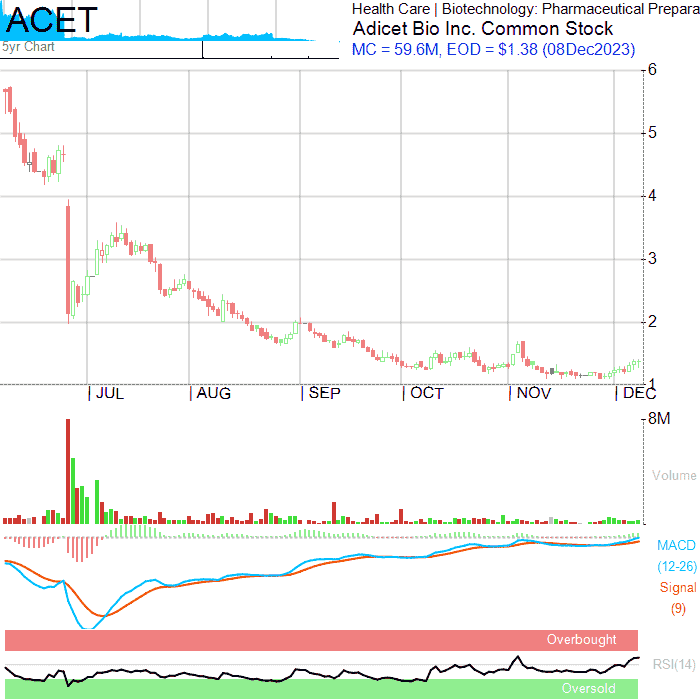 ACET
5yr Chart
Health Care | Biotechnology: Pharmaceutical Prepara
Adicet Bio Inc. Common Stock
MC = 59.6M, EOD = $1.38 (08Dec2023)
6
5
4
3
2
1
JUL AUG SEP OCT NOV DEC
8M
Volume
MACD
(12-26)
Signal
(9)
Overbought
RSI(14)
Oversold